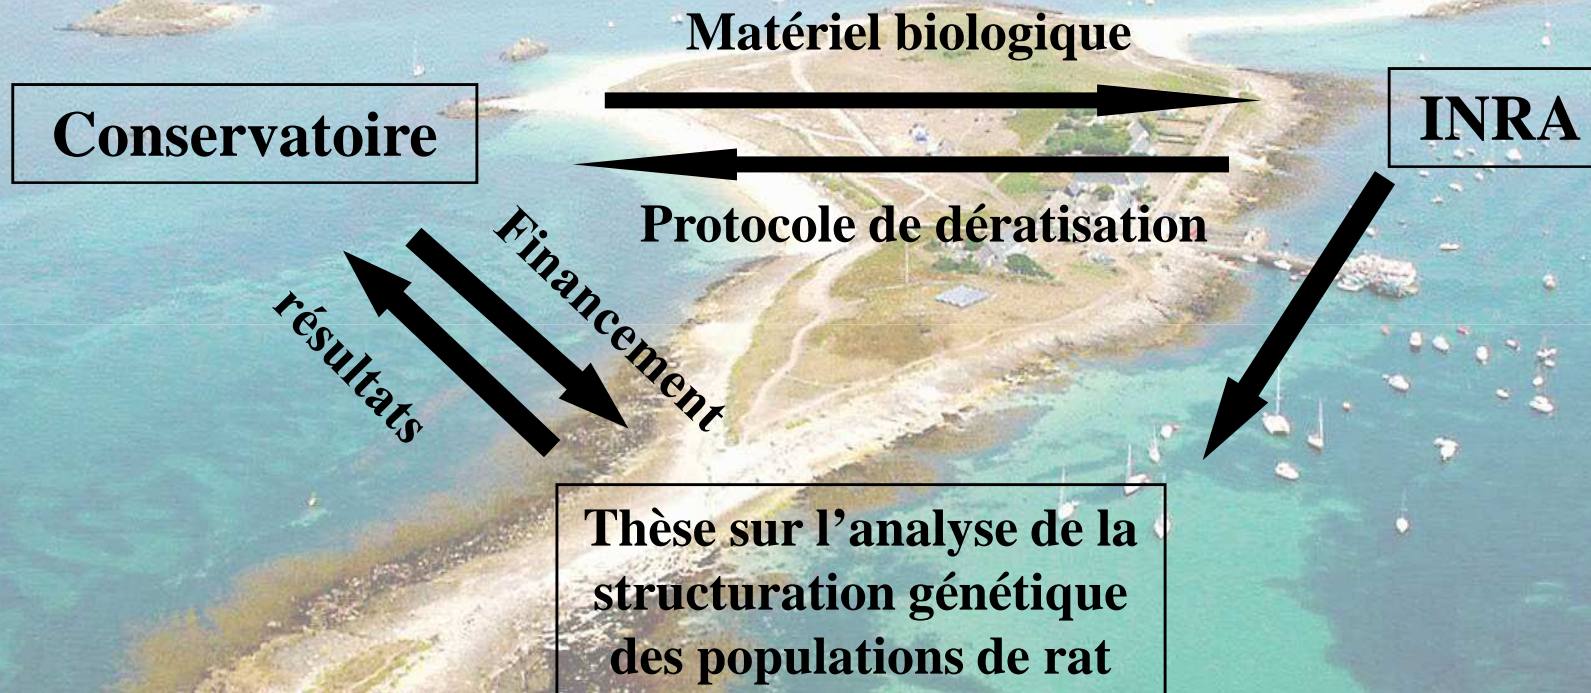 Matériel biologique
Conservatoire
INRA
Protocole de dératisation
Financement
résultats
Thèse sur l'analyse de la
structuration génétique
des populations de rat